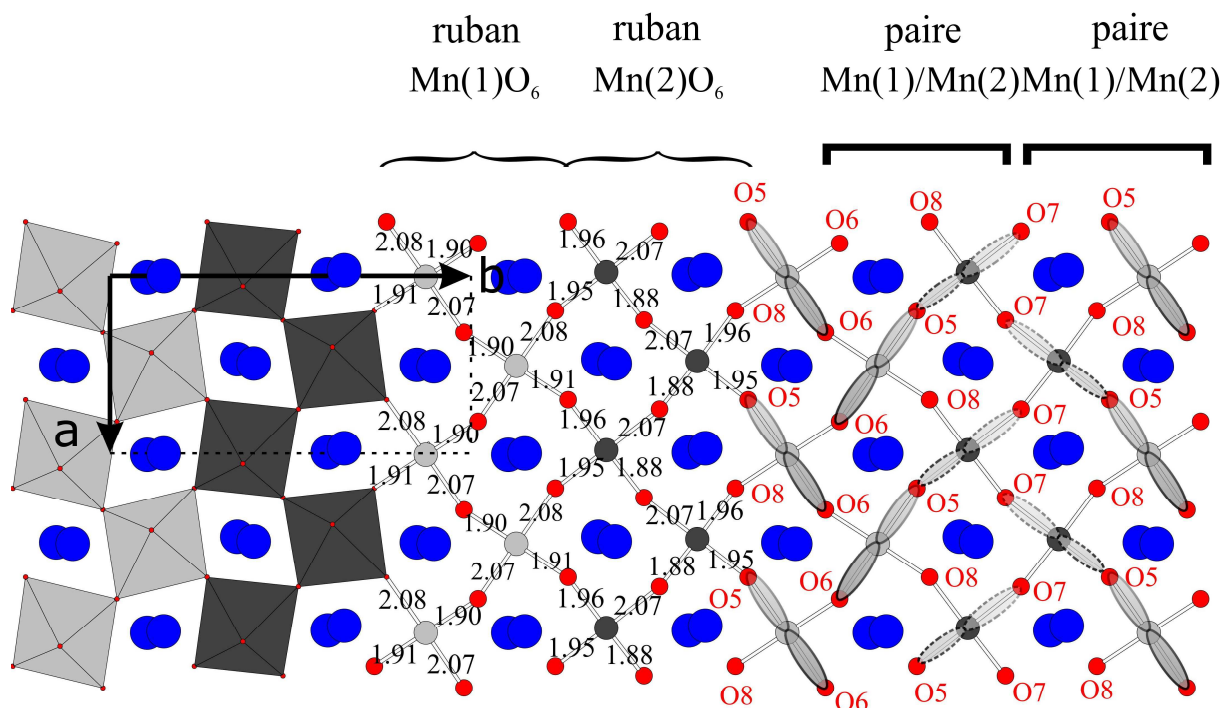 ruban ruban paire paire
Mn(1)O₆ Mn(2)O₆ Mn(1)/Mn(2) Mn(1)/Mn(2)
O5 O8 O7 O5
O6
2.08 1.90 1.96 2.07
b
1.91 2.07 1.95 1.88
O8 O6 O5 O7 O8
1.90 2.08 2.07 1.96
2.07 1.91 1.88 1.95
O5 O8 O7 O5
a
2.08 1.90 1.96 2.07 O6
1.91 2.07 1.95 1.88
O8 O6 O5 O7 O8
1.90 2.08 2.07 1.96
2.07 1.91 1.88 1.95
O5 O6 O8 O7 O5
2.08 1.90 1.96 2.07
1.91 2.07 1.95 1.88
O8 O6 O5 O7 O8